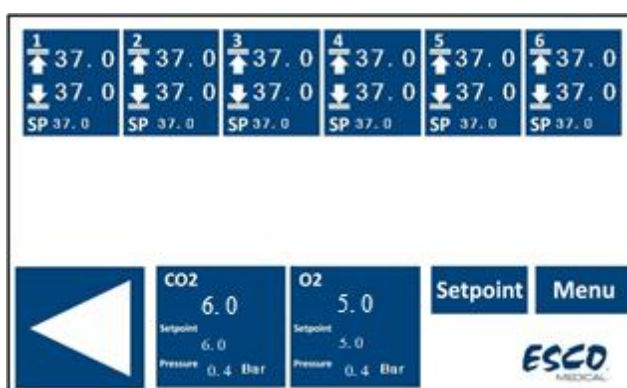 1 2 3 4 5 6
37.0 37.0 37.0 37.0 37.0 37.0
37.0 37.0 37.0 37.0 37.0 37.0
SP 37.0 SP 37.0 SP 37.0 SP 37.0 SP 37.0 SP 37.0
CO2
6.0
Setpoint
6.0
Pressure 0.4 Bar
O2
5.0
Setpoint
5.0
Pressure 0.4 Bar
Setpoint
Menu
ESCO
MEDICAL